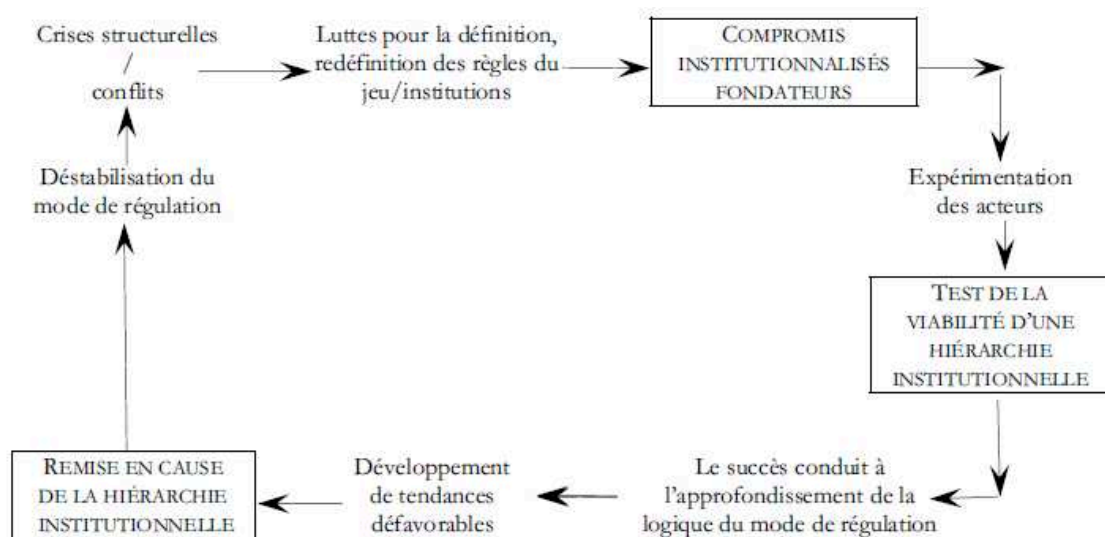 Crises structurelles
/
conflits
Luttes pour la définition,
redéfinition des règles du
jeu/institutions
COMPROMIS
INSTITUTIONNALISÉS
FONDATEURS
Expérimentation
des acteurs
TEST DE LA
VIABILITÉ D'UNE
HIÉRARCHIE
INSTITUTIONNELLE
Le succès conduit à
l'approfondissement de la
logique du mode de régulation
Développement
de tendances
défavorables
REMISE EN CAUSE
DE LA HIÉRARCHIE
INSTITUTIONNELLE
Déstabilisation du
mode de régulation